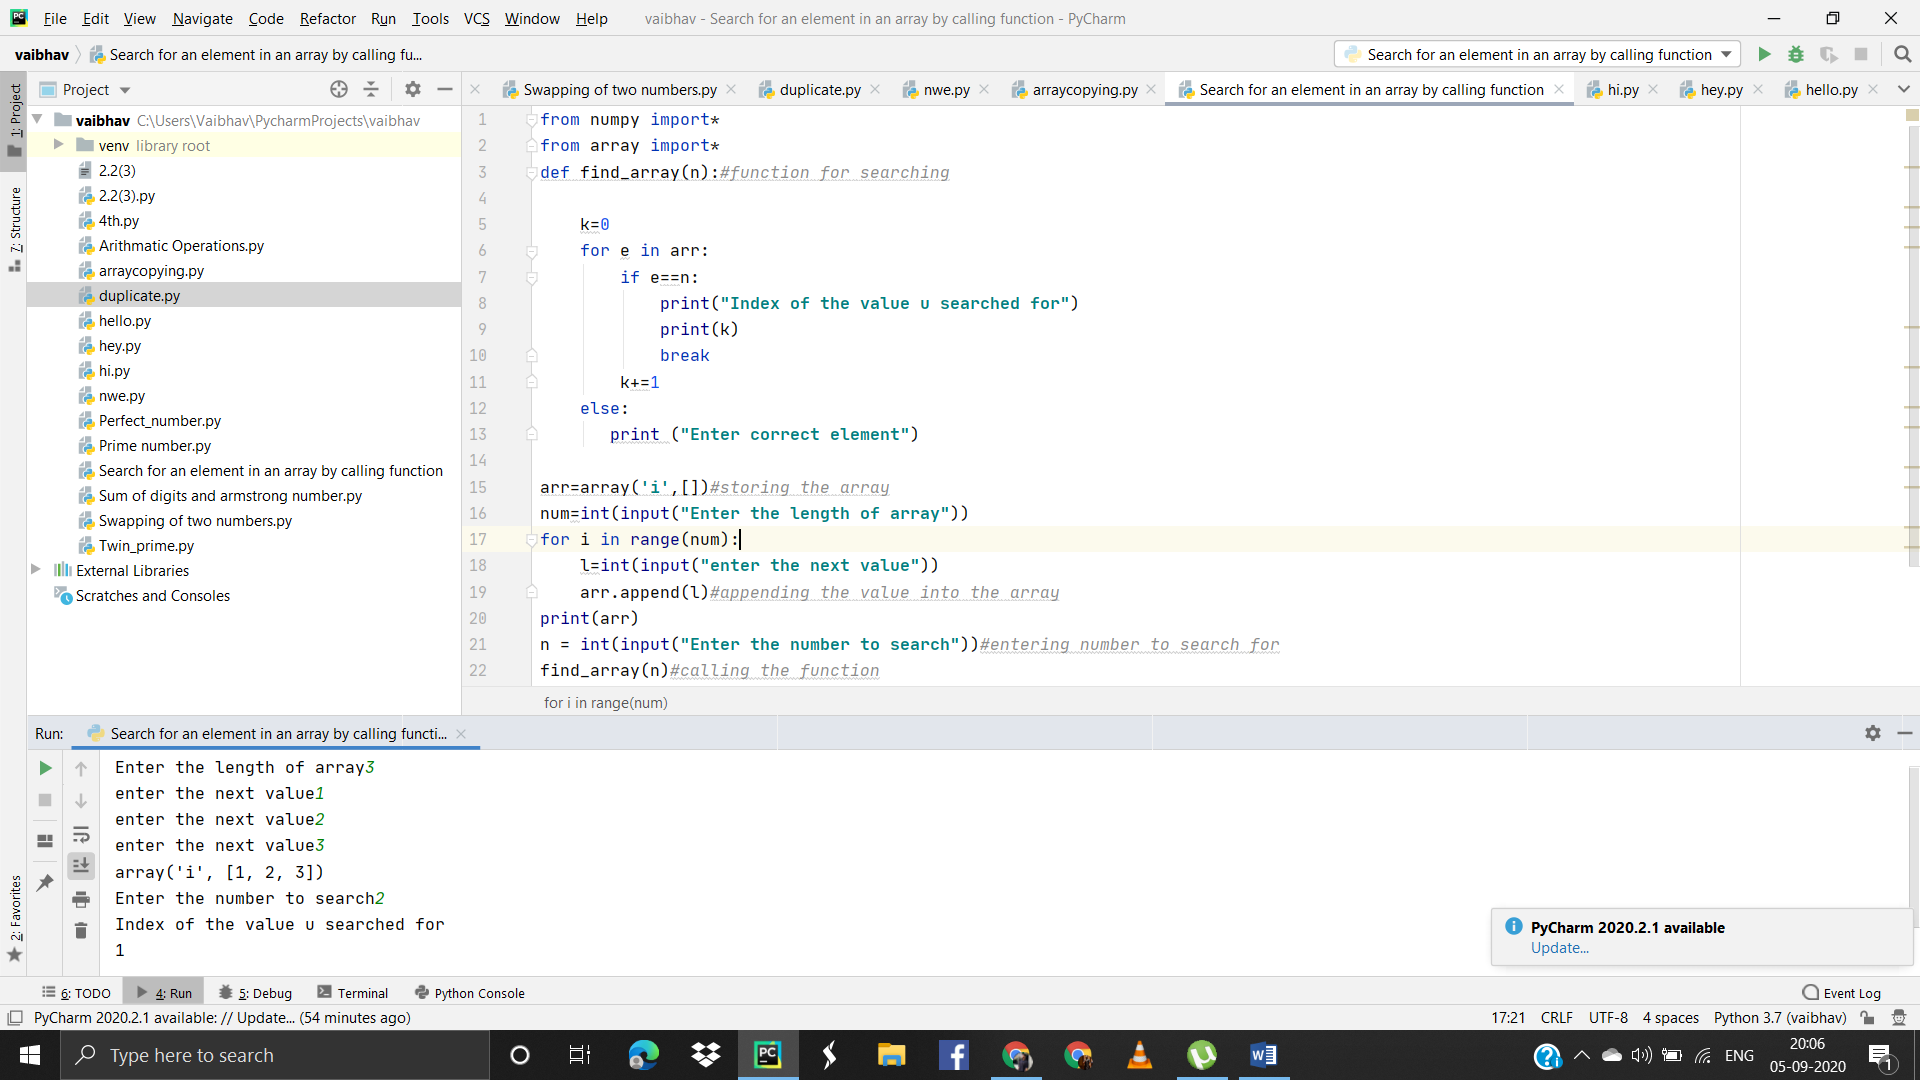 File Edit View Navigate Code Refactor Run Tools VCS Window Help vaibhav - Search for an element in an array by calling function - PyCharm
vaibhav Search for an element in an array by calling fu... Search for an element in an array by calling function
1: Project
7: Structure
2: Favorites
Project
Swapping of two numbers.py duplicate.py nwe.py arraycopying.py Search for an element in an array by calling function hi.py hey.py hello.py
vaibhav C:\Users\Vaibhav\PycharmProjects\vaibhav
venv library root
2.2(3)
2.2(3).py
4th.py
Arithmatic Operations.py
arraycopying.py
duplicate.py
hello.py
hey.py
hi.py
nwe.py
Perfect_number.py
Prime number.py
Search for an element in an array by calling function
Sum of digits and armstrong number.py
Swapping of two numbers.py
Twin_prime.py
External Libraries
Scratches and Consoles
1 from numpy import*
2 from array import*
3 def find_array(n):#function for searching
4
5 k=0
6 for e in arr:
7 if e==n:
8 print("Index of the value u searched for")
9 print(k)
10 break
11 k+=1
12 else:
13 print ("Enter correct element")
14
15 arr=array('i',[])#storing the array
16 num=int(input("Enter the length of array"))
17 for i in range(num):
18 l=int(input("enter the next value"))
19 arr.append(l)#appending the value into the array
20 print(arr)
21 n = int(input("Enter the number to search"))#entering number to search for
22 find_array(n)#calling the function
for i in range(num)
Run: Search for an element in an array by calling functi...
Enter the length of array3
enter the next value1
enter the next value2
enter the next value3
array('i', [1, 2, 3])
Enter the number to search2
Index of the value u searched for
1
PyCharm 2020.2.1 available
Update...
6: TODO 4: Run 5: Debug Terminal Python Console Event Log
PyCharm 2020.2.1 available: // Update... (54 minutes ago) 17:21 CRLF UTF-8 4 spaces Python 3.7 (vaibhav)
Type here to search
ENG
20:06
05-09-2020
1